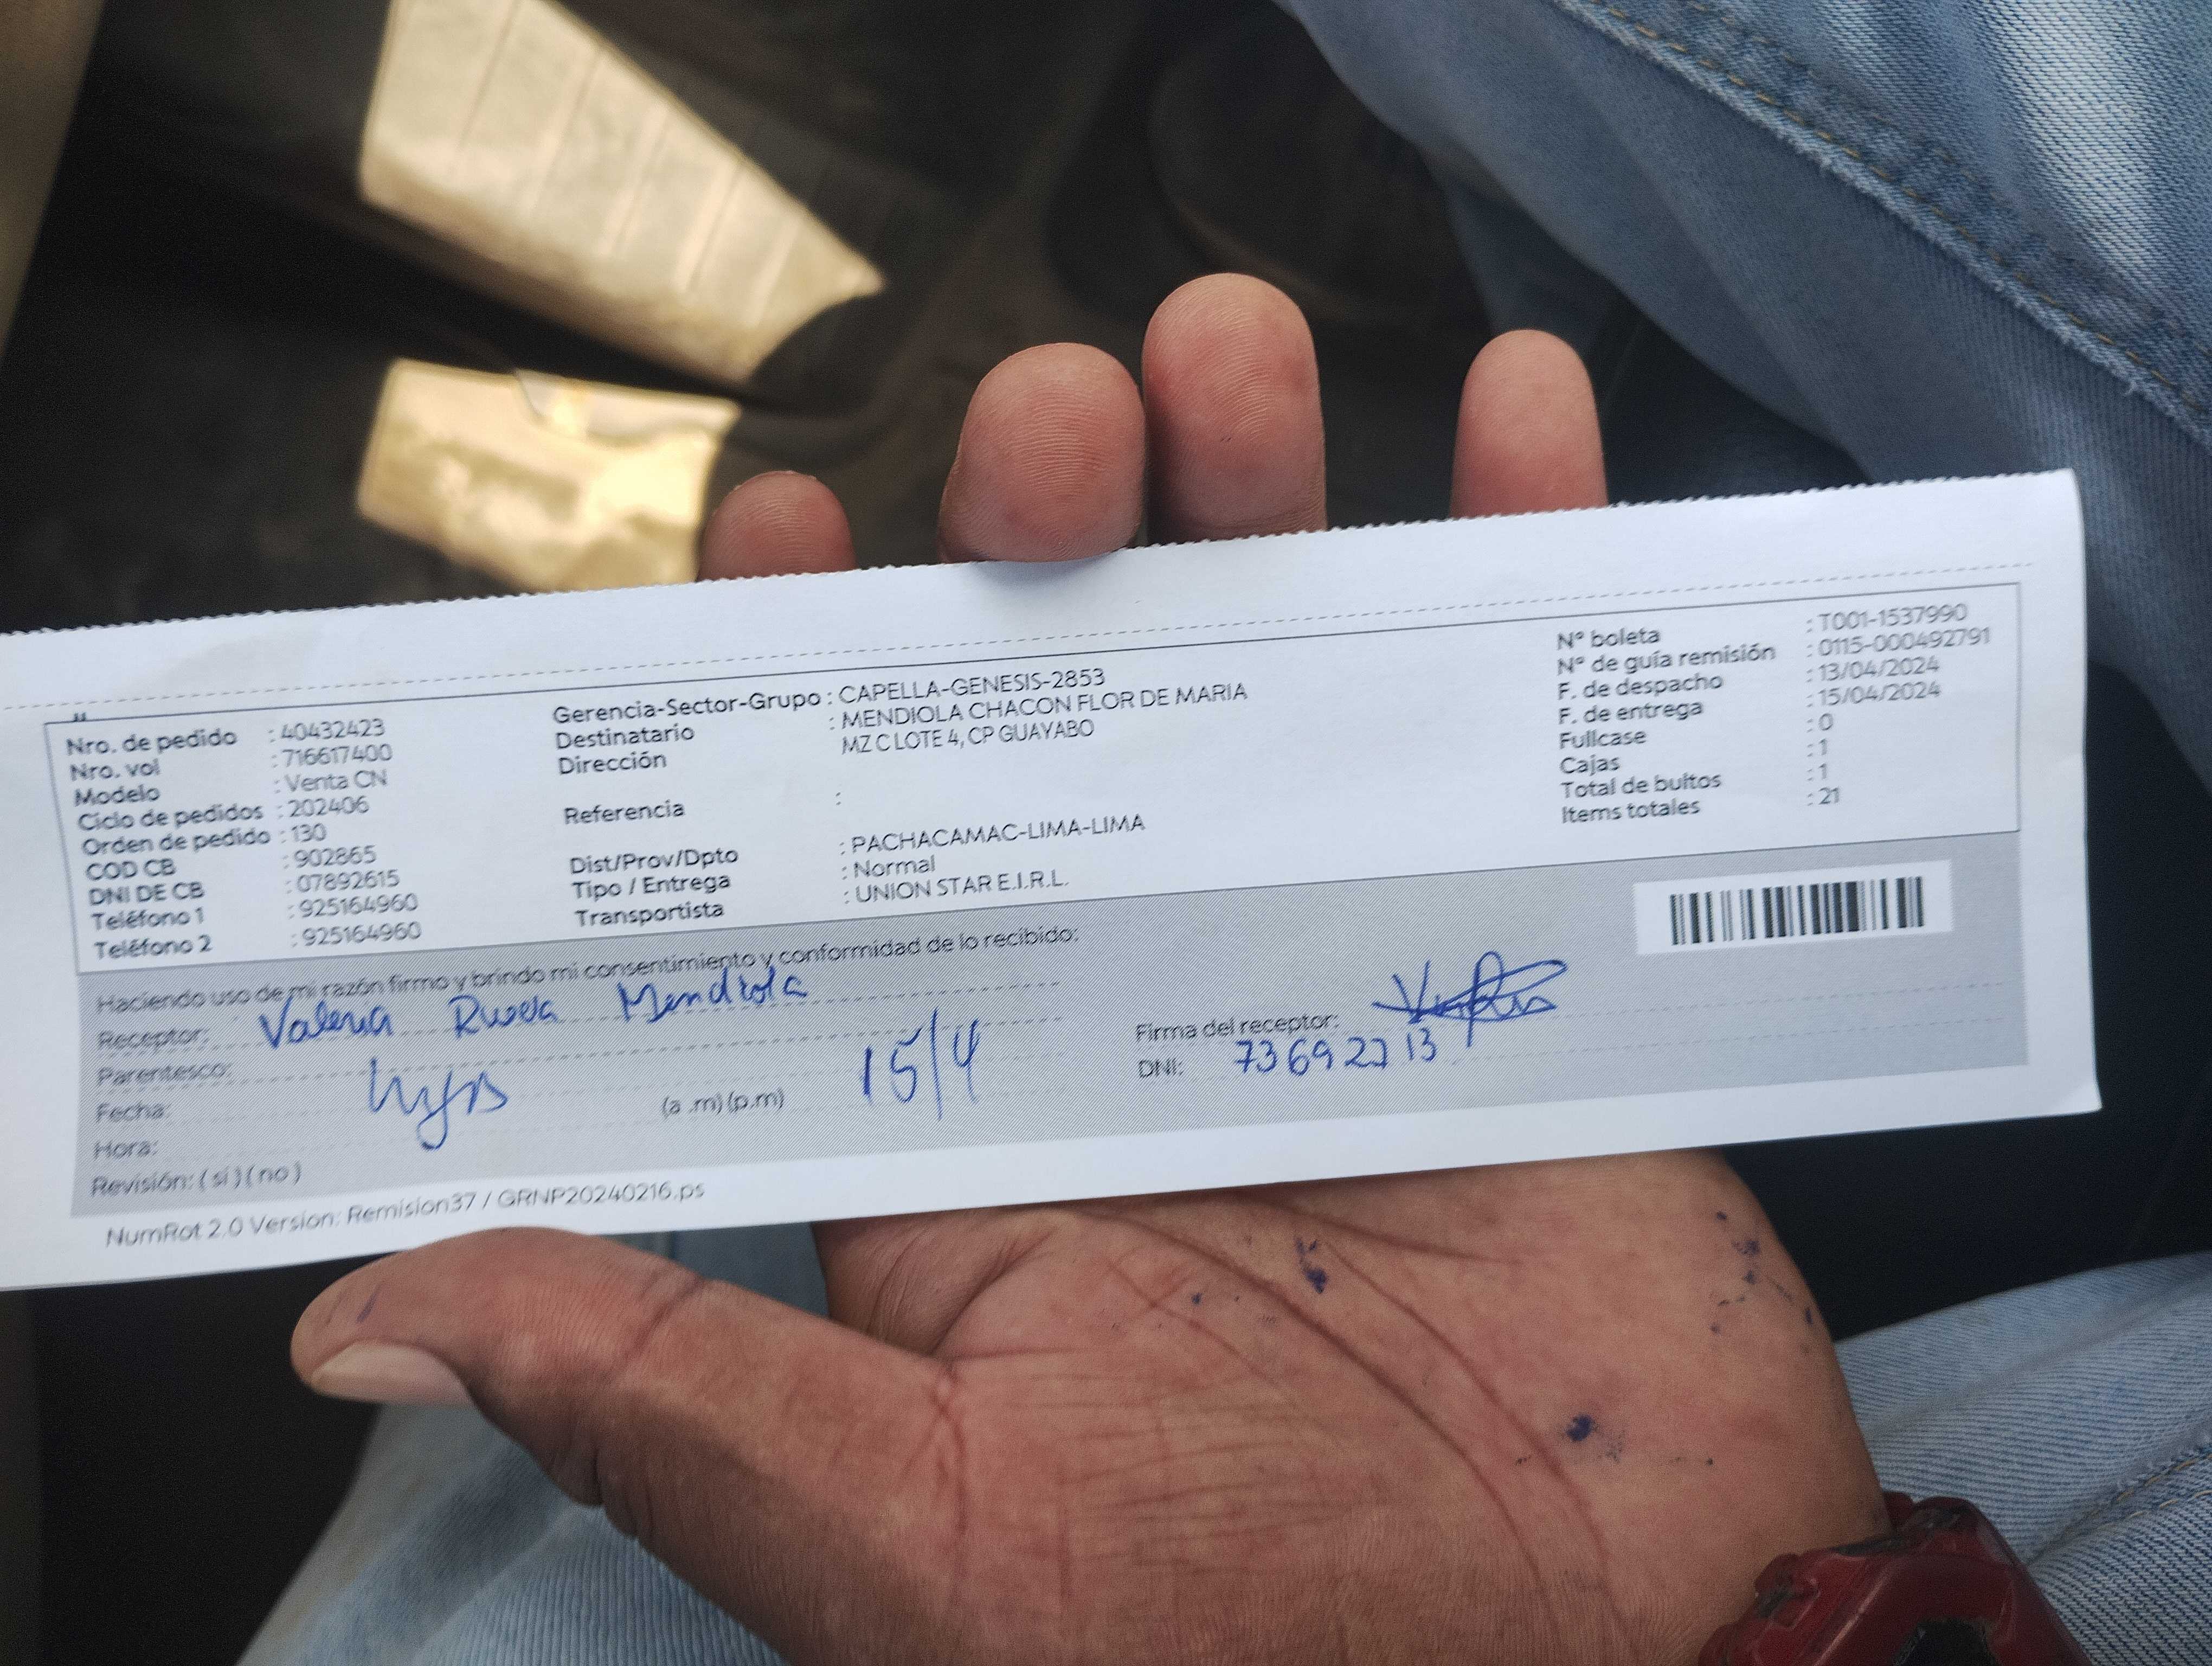 Nro. de pedido : 40432423
Nro. vol : 716617400
Modelo : Venta CN
Ciclo de pedidos : 202406
Orden de pedido : 130
COD CB : 902865
DNI DE CB : 07892615
Teléfono 1 : 925164960
Teléfono 2 : 925164960
Gerencia-Sector-Grupo : CAPELLA-GENESIS-2853
Destinatario : MENDIOLA CHACON FLOR DE MARIA
Dirección MZ C LOTE 4, CP GUAYABO
Referencia :
Dist/Prov/Dpto : PACHACAMAC-LIMA-LIMA
Tipo / Entrega : Normal
Transportista : UNION STAR E.I.R.L.
Nº boleta : T001-1537990
Nº de guía remisión : 0115-000492791
F. de despacho : 13/04/2024
F. de entrega : 15/04/2024
Fullcase : 0
Cajas : 1
Total de bultos : 1
Items totales : 21
Haciendo uso de mi razón firmo y brindo mi consentimiento y conformidad de lo recibido:
Receptor: Valeria Mendiola
Parentesco:
Fecha: (a .m) (p.m) 15/4
Hora:
Revisión: ( si ) ( no )
Firma del receptor:
DNI: 73692713
NumRot 2.0 Version: Remision37 / GRNP20240216.ps